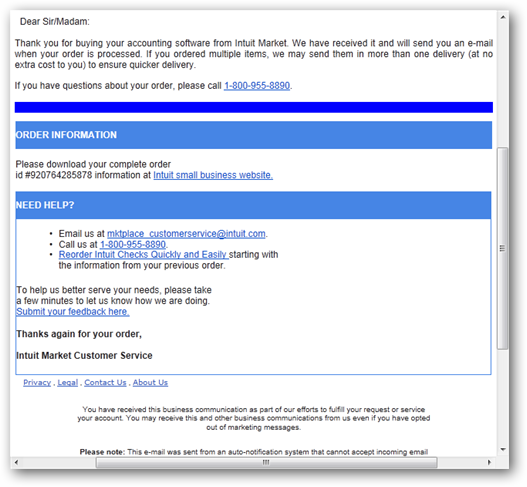 Dear Sir/Madam:
Thank you for buying your accounting software from Intuit Market. We have received it and will send you an e-mail
when your order is processed. If you ordered multiple items, we may send them in more than one delivery (at no
extra cost to you) to ensure quicker delivery.
If you have questions about your order, please call 1-800-955-8890.
ORDER INFORMATION
Please download your complete order
id #920764285878 information at Intuit small business website.
NEED HELP?
• Email us at mktplace_customerservice@intuit.com.
• Call us at 1-800-955-8890.
• Reorder Intuit Checks Quickly and Easily starting with
the information from your previous order.
To help us better serve your needs, please take
a few minutes to let us know how we are doing.
Submit your feedback here.
Thanks again for your order,
Intuit Market Customer Service
Privacy , Legal , Contact Us , About Us
You have received this business communication as part of our efforts to fulfill your request or service
your account. You may receive this and other business communications from us even if you have opted
out of marketing messages.
Please note: This e-mail was sent from an auto-notification system that cannot accept incoming email